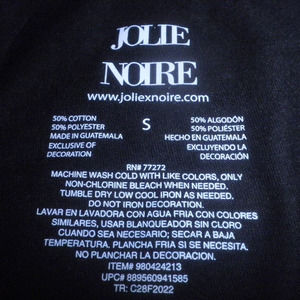 JOLIE
NOIRE
www.joliexnoire.com
50% COTTON
50% POLYESTER
MADE IN GUATEMALA
EXCLUSIVE OF
DECORATION
S
50% ALGODÓN
50% POLIÉSTER
HECHO EN GUATEMALA
EXCLUYENDO LA
DECORACIÓN
RN# 77272
MACHINE WASH COLD WITH LIKE COLORS, ONLY
NON-CHLORINE BLEACH WHEN NEEDED.
TUMBLE DRY LOW COOL IRON AS NEEDED.
DO NOT IRON DECORATION.
LAVAR EN LAVADORA CON AGUA FRIA CON COLORES
SIMILARES, USAR BLANQUEADOR SIN CLORO
CUANDO SEA NECESARIO; SECAR A BAJA
TEMPERATURA. PLANCHA FRIA SI SE NECESITA.
NO PLANCHAR LA DECORACION.
ITEM# 980424213
UPC# 889560941585
TR: C28F2022